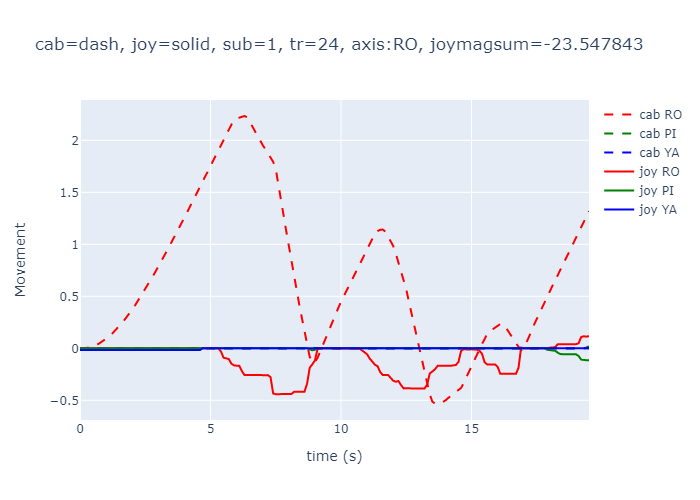 cab=dash, joy=solid, sub=1, tr=24, axis:RO, joymagsum=-23.547843
cab RO
cab PI
cab YA
joy RO
joy PI
joy YA
Movement
2
1.5
1
0.5
0
−0.5
0
5
10
15
time (s)